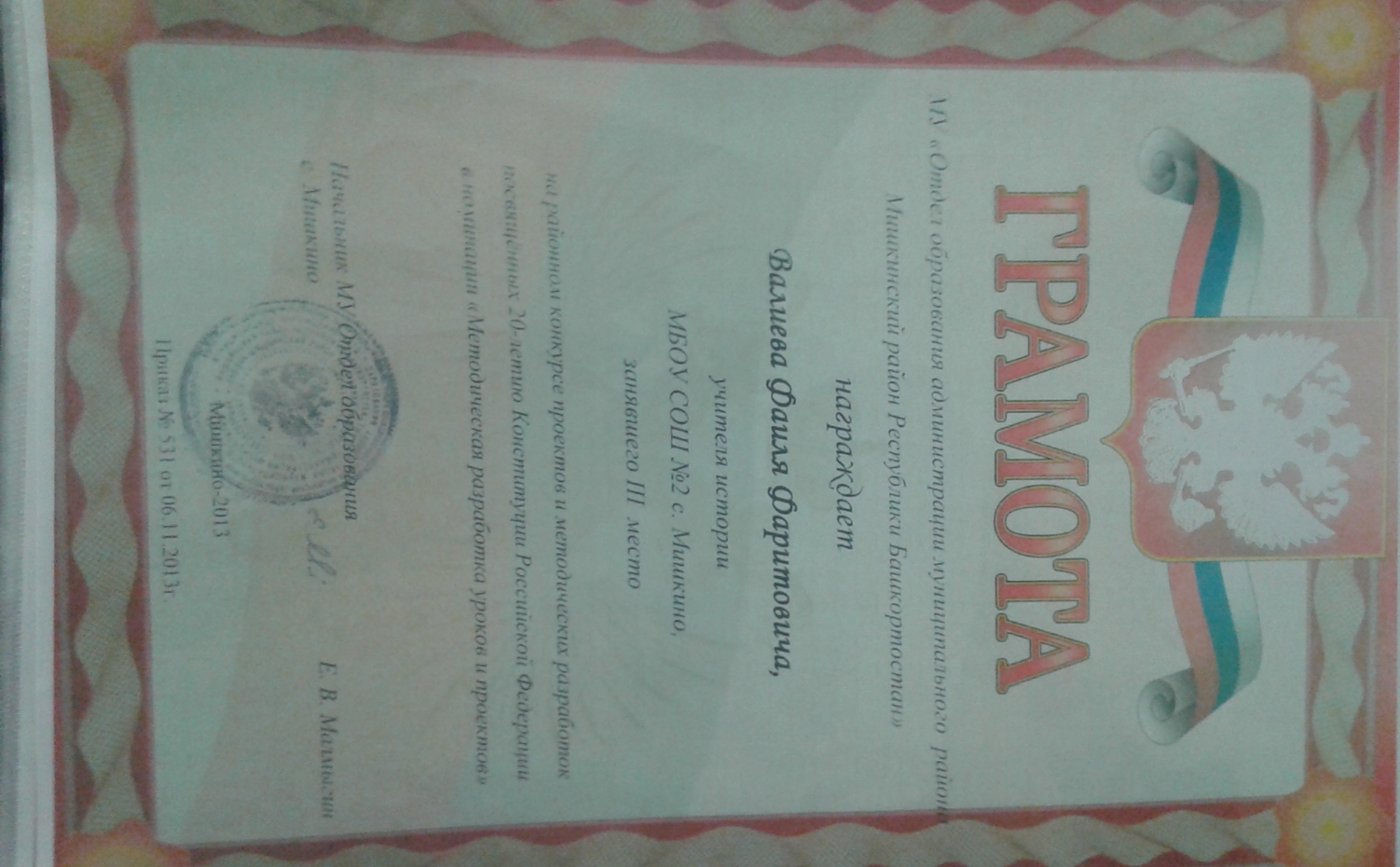 ГРАМОТА
МУ «Отдел образования администрации муниципального района
Мишкинский район Республики Башкортостан»
награждает
Валиева Фаиля Фаритовича,
учителя истории
МБОУ СОШ №2 с. Мишкино,
занявшего III место
на районном конкурсе проектов и методических разработок
посвящённых 20-летию Конституции Российской Федерации
в номинации «Методическая разработка уроков и проектов»
Начальник МУ Отдел образования
с Мишкино Е. В. Малмыгин
Мишкино-2013
Приказ № 531 от 06.11.2013г.